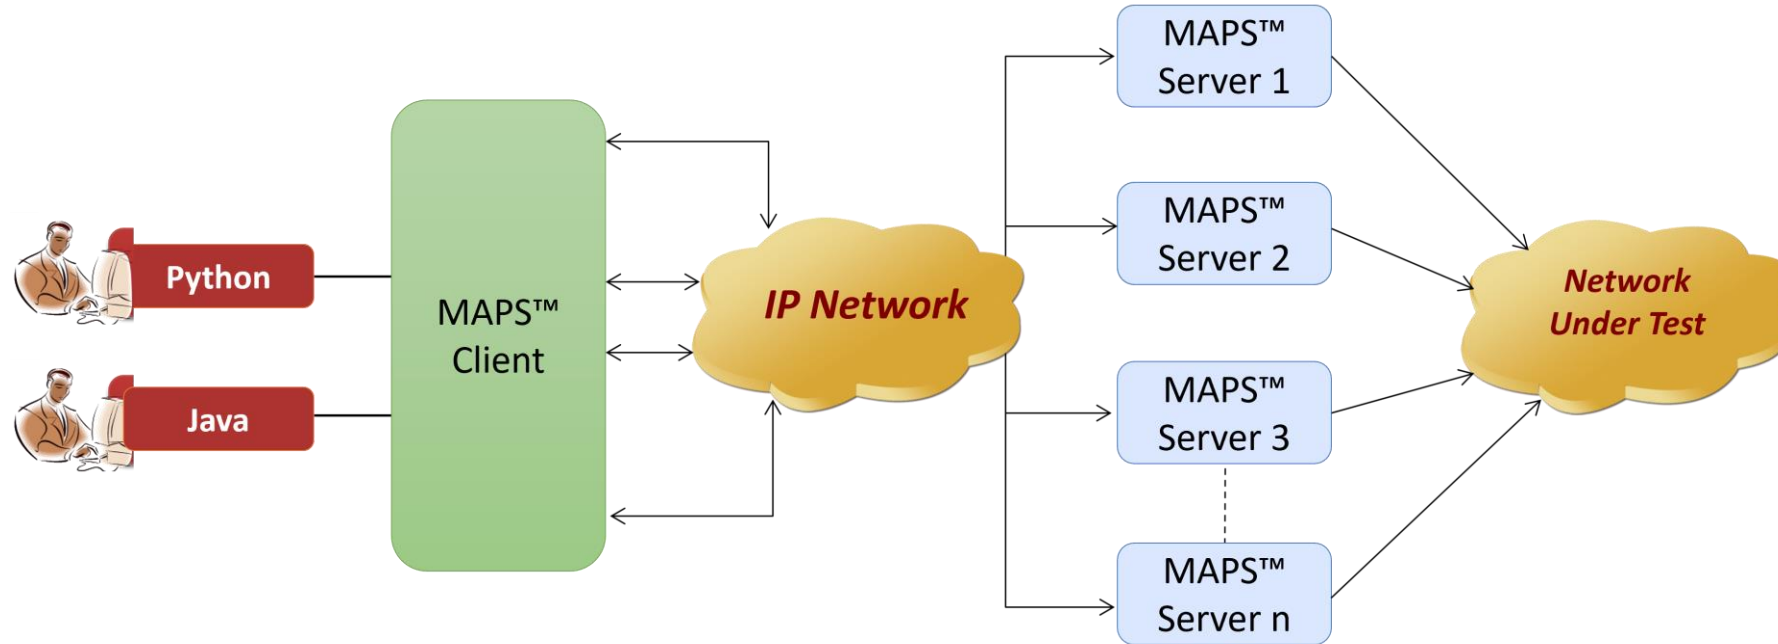 Python
Java
MAPS™
Client
IP Network
MAPS™
Server 1
MAPS™
Server 2
MAPS™
Server 3
MAPS™
Server n
Network
Under Test